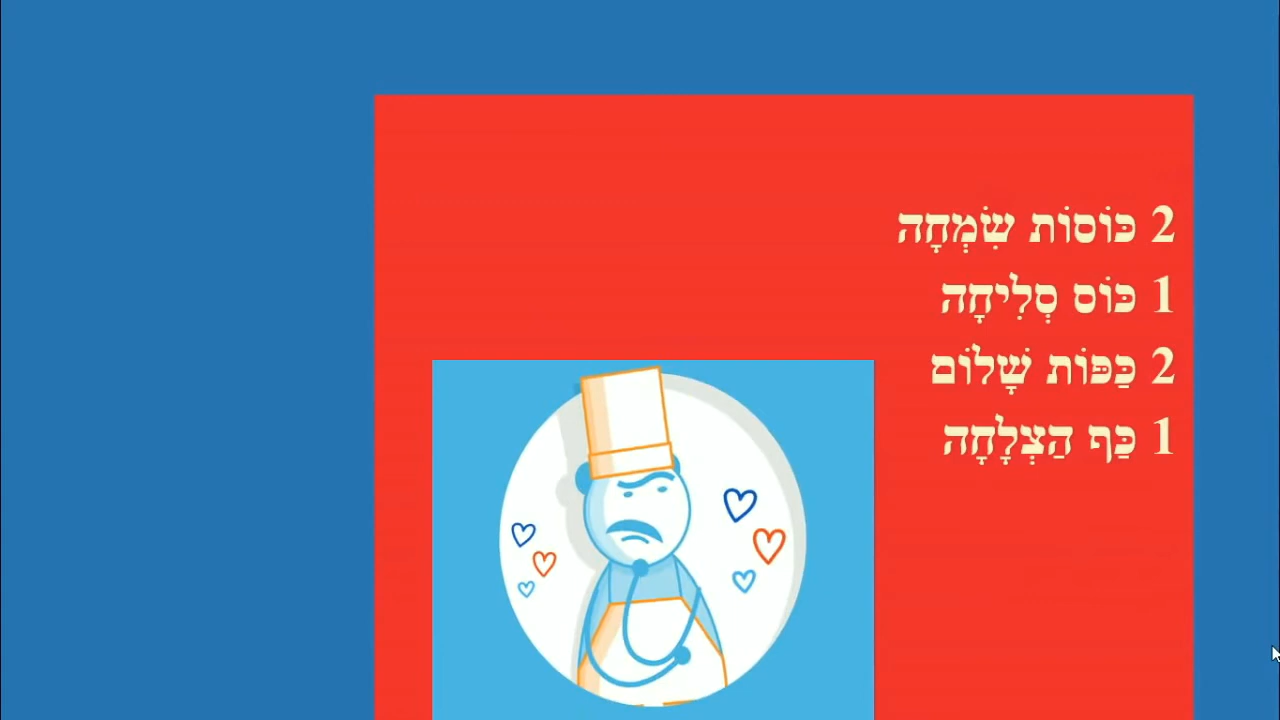 2 כּוֹסוֹת שִׂמְחָה
1 כּוֹס סְלִיחָה
2 כַּפּוֹת שָׁלוֹם
1 כַּף הַצְלָחָה